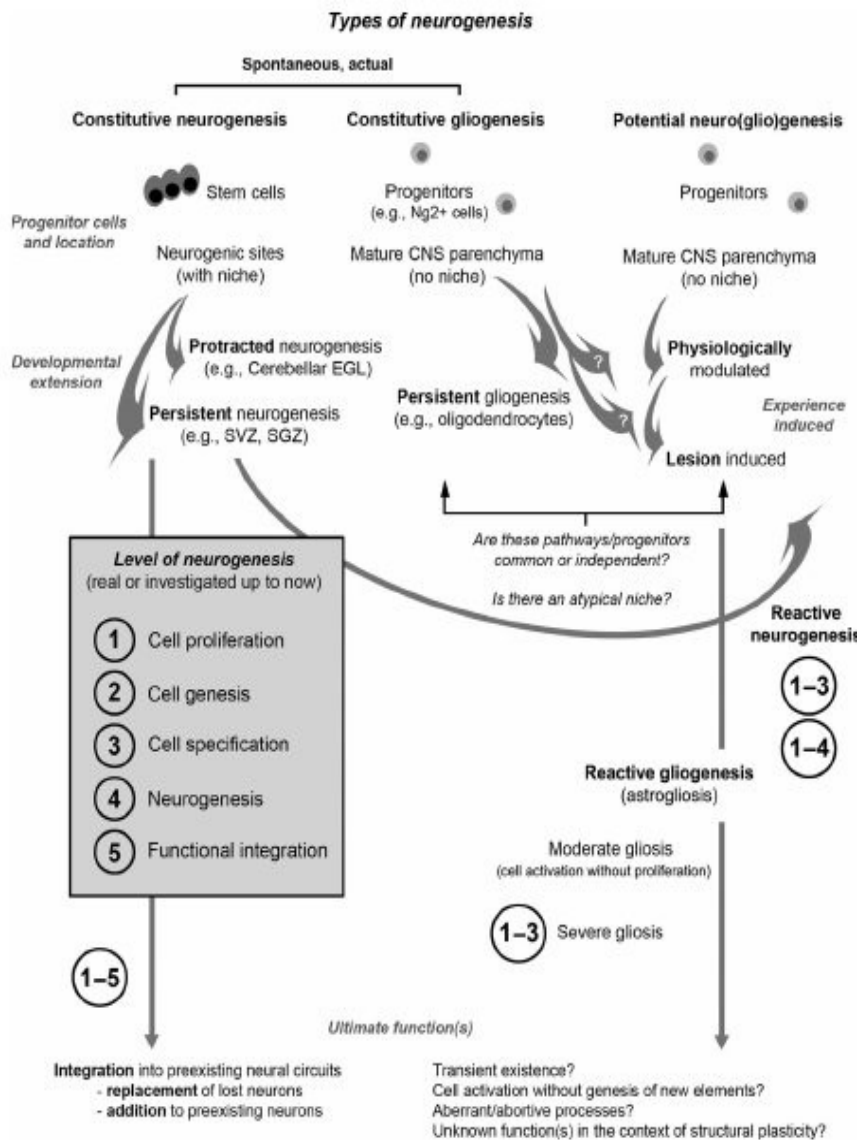 Types of neurogenesis
Spontaneous, actual
Constitutive neurogenesis
Constitutive gliogenesis
Potential neuro(glio)genesis
Progenitor cells
and location
Stem cells
Neurogenic sites
(with niche)
Progenitors
(e.g., Ng2+ cells)
Mature CNS parenchyma
(no niche)
Progenitors
Mature CNS parenchyma
(no niche)
Developmental
extension
Protracted neurogenesis
(e.g., Cerebellar EGL)
Persistent neurogenesis
(e.g., SVZ, SGZ)
Persistent gliogenesis
(e.g., oligodendrocytes)
?
?
Physiologically
modulated
Experience
induced
Lesion induced
Are these pathways/progenitors
common or independent?
Is there an atypical niche?
Level of neurogenesis
(real or investigated up to now)
1 Cell proliferation
2 Cell genesis
3 Cell specification
4 Neurogenesis
5 Functional integration
Reactive
neurogenesis
1–3
1–4
Reactive gliogenesis
(astrogliosis)
Moderate gliosis
(cell activation without proliferation)
1–3 Severe gliosis
1–5
Ultimate function(s)
Integration into preexisting neural circuits
- replacement of lost neurons
- addition to preexisting neurons
Transient existence?
Cell activation without genesis of new elements?
Aberrant/abortive processes?
Unknown function(s) in the context of structural plasticity?